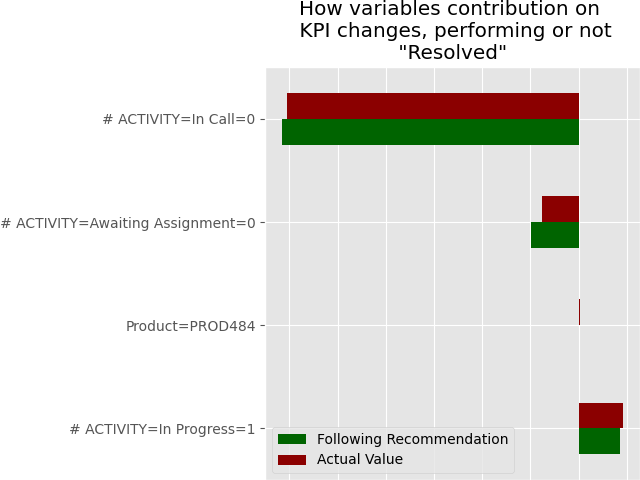 How variables contribution on
KPI changes, performing or not
"Resolved"
# ACTIVITY=In Call=0
# ACTIVITY=Awaiting Assignment=0
Product=PROD484
# ACTIVITY=In Progress=1
Following Recommendation
Actual Value